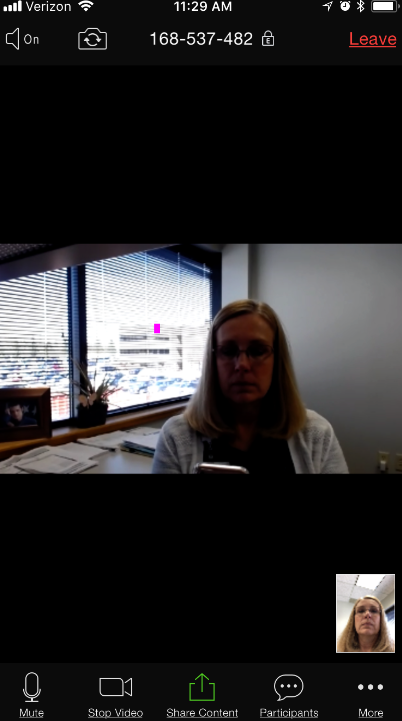 Verizon 11:29 AM
On 168-537-482 Leave
Mute Stop Video Share Content Participants More